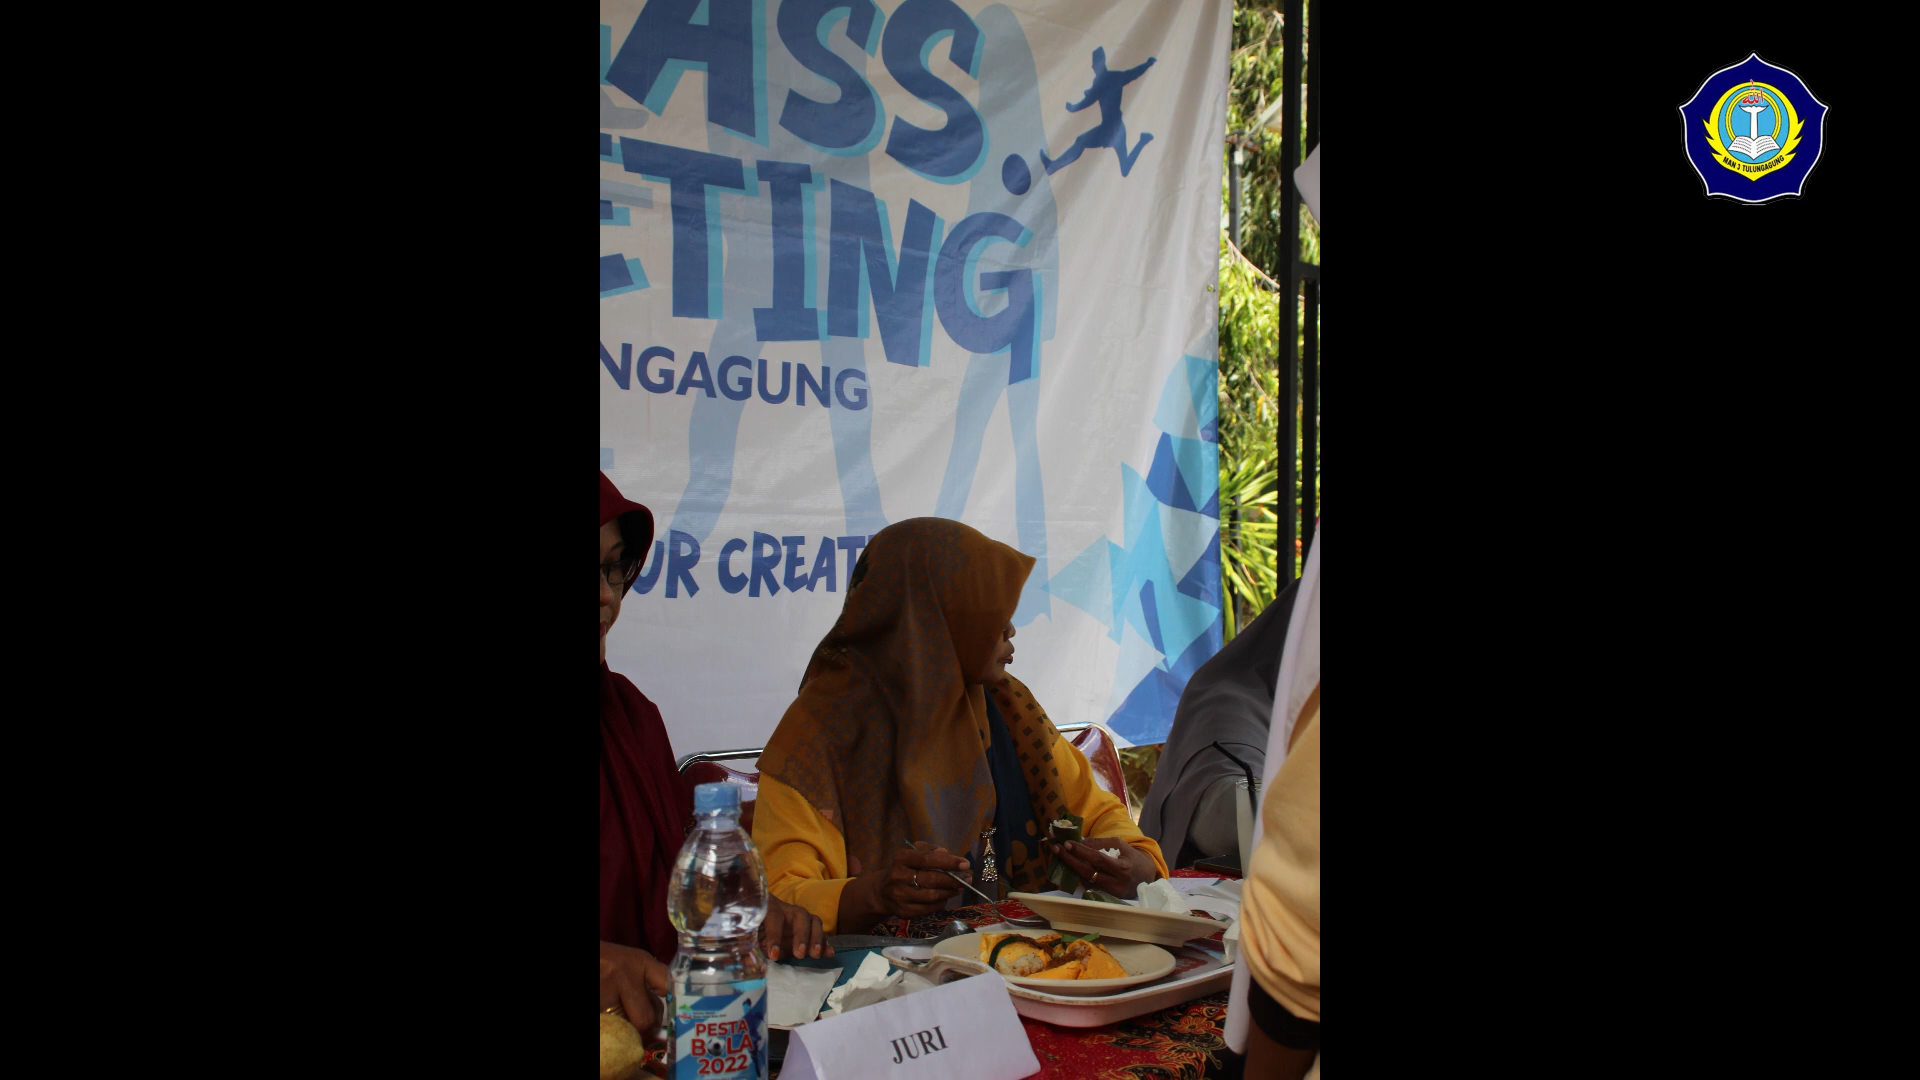 ASS
ETING
NGAGUNG
UR CREAT
MAN 3 TULUNGAGUNG
JURI
PESTA
BOLA
2022